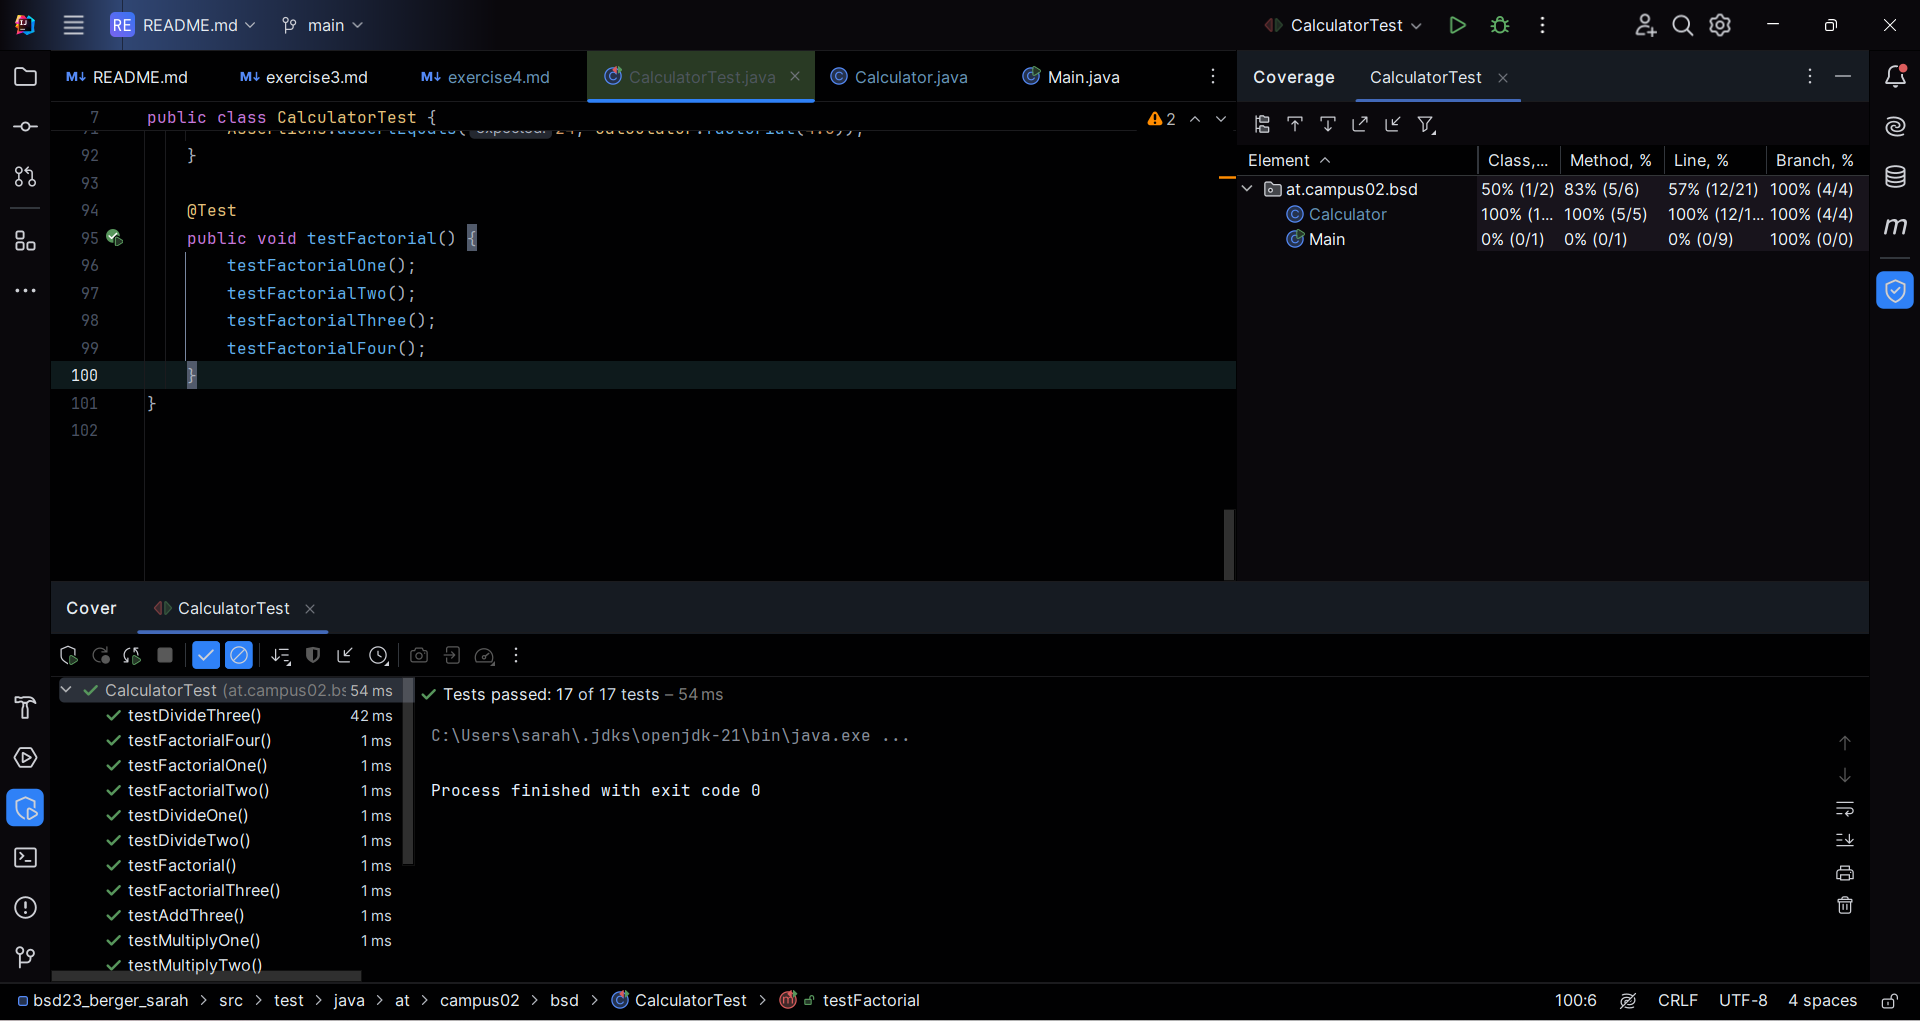 RE README.md main CalculatorTest
M↓ README.md M↓ exercise3.md M↓ exercise4.md CalculatorTest.java Calculator.java Main.java
7 public class CalculatorTest {
2
92 }
93
94 @Test
95 public void testFactorial() {
96 testFactorialOne();
97 testFactorialTwo();
98 testFactorialThree();
99 testFactorialFour();
100 }
101 }
102
Coverage CalculatorTest
Element Class,... Method, % Line, % Branch, %
at.campus02.bsd 50% (1/2) 83% (5/6) 57% (12/21) 100% (4/4)
Calculator 100% (1... 100% (5/5) 100% (12/1... 100% (4/4)
Main 0% (0/1) 0% (0/1) 0% (0/9) 100% (0/0)
m
Cover CalculatorTest
CalculatorTest (at.campus02.bs 54 ms
testDivideThree() 42 ms
testFactorialFour() 1 ms
testFactorialOne() 1 ms
testFactorialTwo() 1 ms
testDivideOne() 1 ms
testDivideTwo() 1 ms
testFactorial() 1 ms
testFactorialThree() 1 ms
testAddThree() 1 ms
testMultiplyOne() 1 ms
testMultiplyTwo()
Tests passed: 17 of 17 tests – 54 ms
C:\Users\sarah\.jdks\openjdk-21\bin\java.exe ...
Process finished with exit code 0
bsd23_berger_sarah > src > test > java > at > campus02 > bsd > CalculatorTest > testFactorial
100:6 CRLF UTF-8 4 spaces